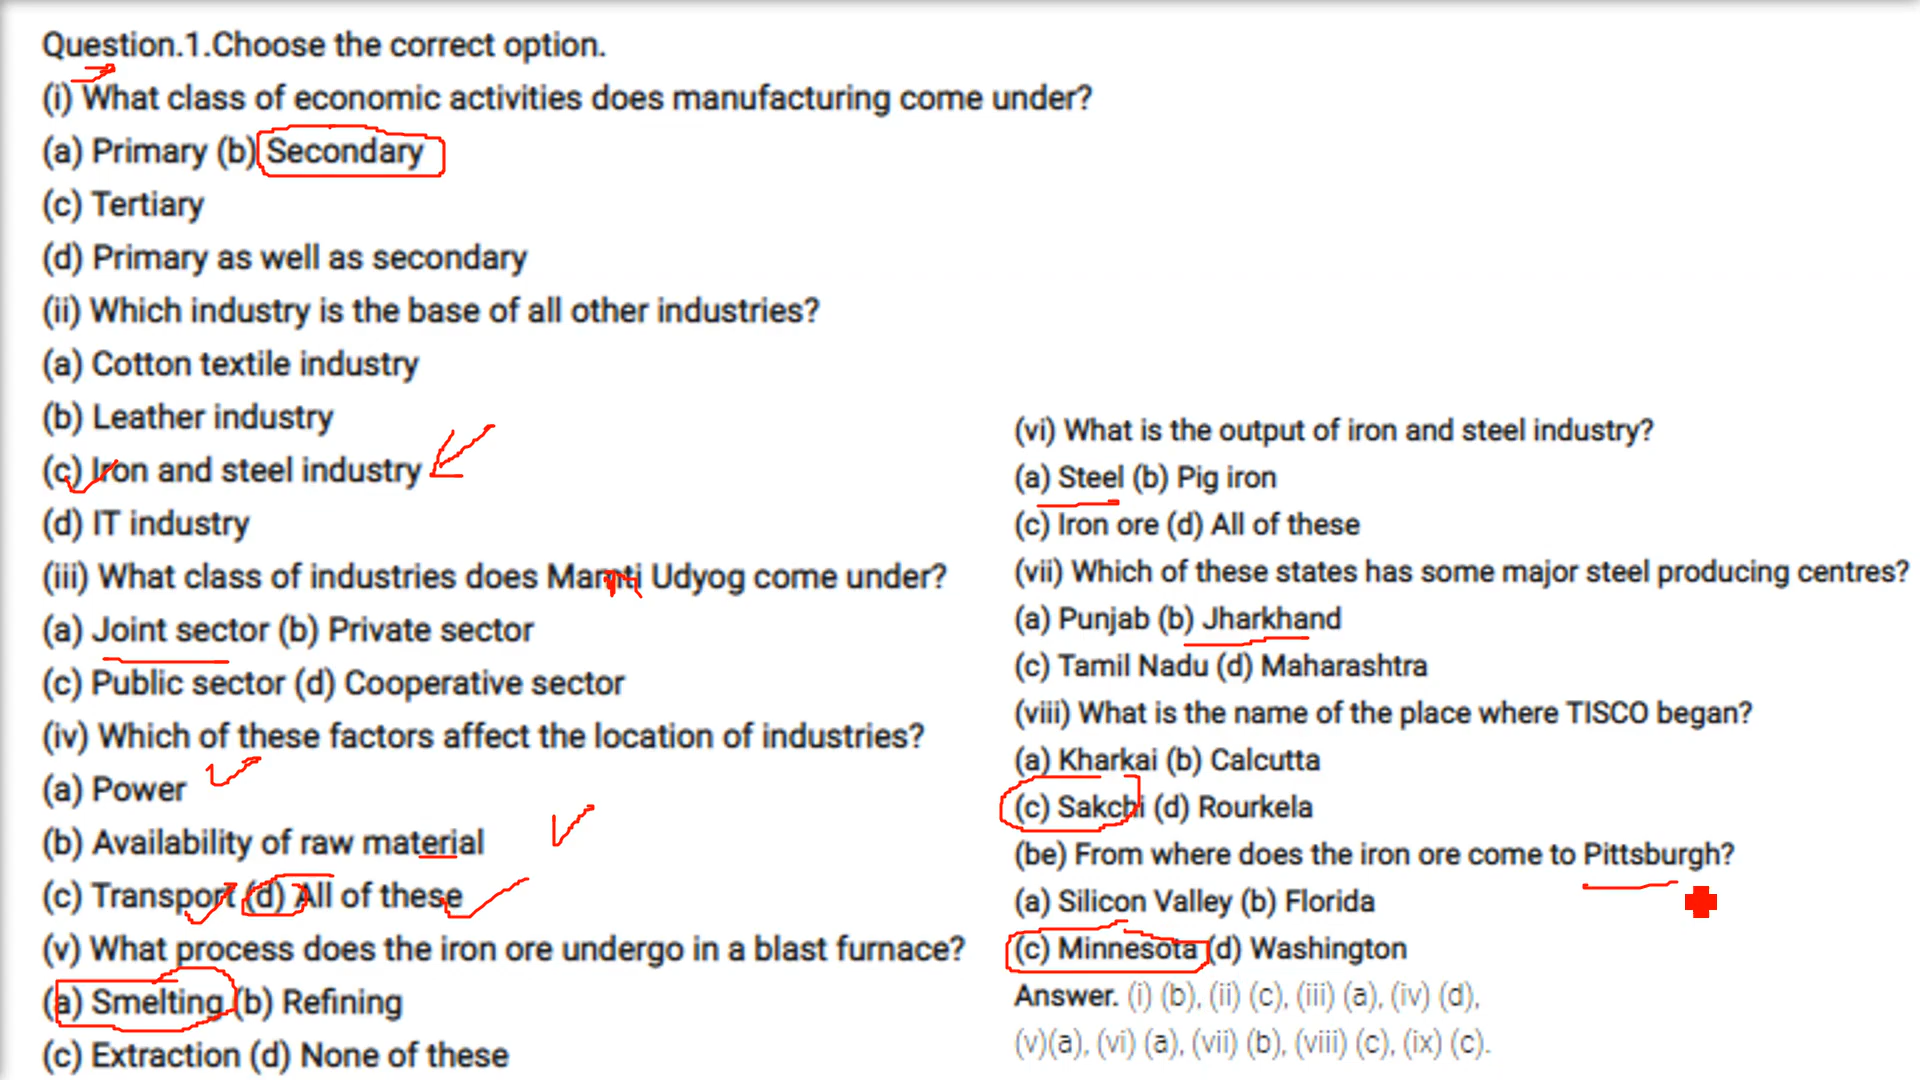 Question.1.Choose the correct option.
(i) What class of economic activities does manufacturing come under?
(a) Primary (b) Secondary
(c) Tertiary
(d) Primary as well as secondary
(ii) Which industry is the base of all other industries?
(a) Cotton textile industry
(b) Leather industry
(c) Iron and steel industry
(d) IT industry
(iii) What class of industries does Udyog come under?
(a) Joint sector (b) Private sector
(c) Public sector (d) Cooperative sector
(iv) Which of these factors affect the location of industries?
(a) Power
(b) Availability of raw material
(c) Transport (d) All of these
(v) What process does the iron ore undergo in a blast furnace?
(a) Smelting (b) Refining
(c) Extraction (d) None of these
(vi) What is the output of iron and steel industry?
(a) Steel (b) Pig iron
(c) Iron ore (d) All of these
(vii) Which of these states has some major steel producing centres?
(a) Punjab (b) Jharkhand
(c) Tamil Nadu (d) Maharashtra
(viii) What is the name of the place where TISCO began?
(a) Kharkai (b) Calcutta
(c) Sakchi (d) Rourkela
(be) From where does the iron ore come to Pittsburgh?
(a) Silicon Valley (b) Florida
(c) Minnesota (d) Washington
Answer. (i) (b), (ii) (c), (iii) (a), (iv) (d),
(v)(a), (vi) (a), (vii) (b), (viii) (c), (ix) (c).